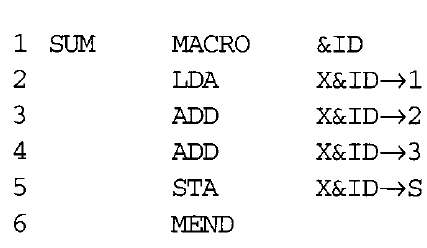 1 SUM MACRO &ID
2 LDA X&ID→1
3 ADD X&ID→2
4 ADD X&ID→3
5 STA X&ID→S
6 MEND